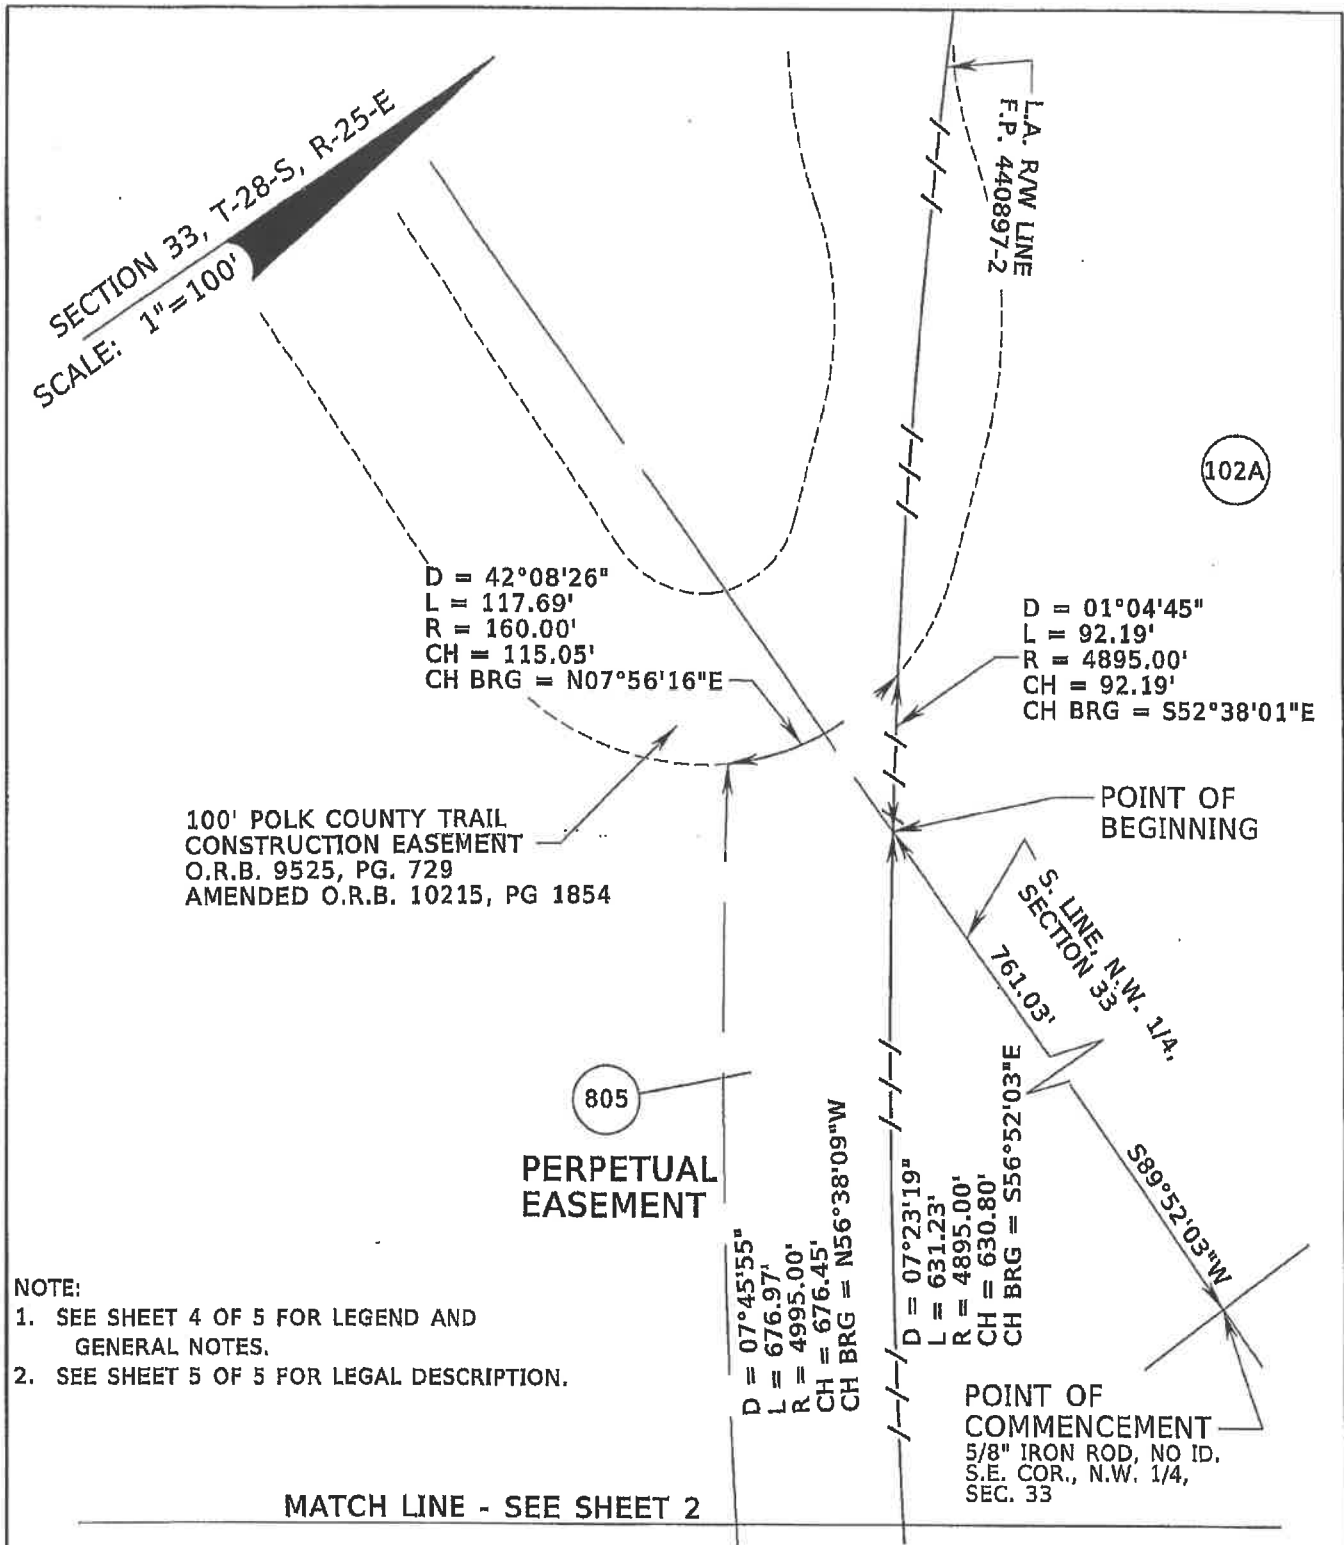 SECTION 33, T-28-S, R-25-E
SCALE: 1"=100'
L.A. R/W LINE
F.P. 440897-2
102A
D = 42°08'26"
L = 117.69'
R = 160.00'
CH = 115.05'
CH BRG = N07°56'16"E
D = 01°04'45"
L = 92.19'
R = 4895.00'
CH = 92.19'
CH BRG = S52°38'01"E
100' POLK COUNTY TRAIL
CONSTRUCTION EASEMENT
O.R.B. 9525, PG. 729
AMENDED O.R.B. 10215, PG 1854
POINT OF
BEGINNING
S. LINE, N.W. 1/4,
SECTION 33
761.03'
S89°52'03"W
805
PERPETUAL
EASEMENT
D = 07°45'55"
L = 676.97'
R = 4995.00'
CH = 676.45'
CH BRG = N56°38'09"W
D = 07°23'19"
L = 631.23'
R = 4895.00'
CH = 630.80'
CH BRG = S56°52'03"E
NOTE:
1. SEE SHEET 4 OF 5 FOR LEGEND AND
GENERAL NOTES.
2. SEE SHEET 5 OF 5 FOR LEGAL DESCRIPTION.
POINT OF
COMMENCEMENT
5/8" IRON ROD, NO ID.
S.E. COR., N.W. 1/4,
SEC. 33
MATCH LINE - SEE SHEET 2